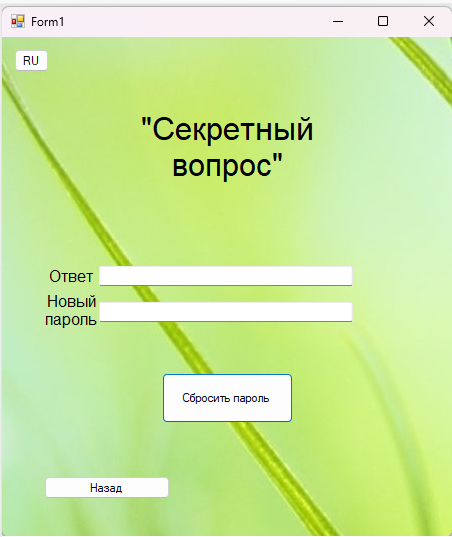 Form1
RU
"Секретный
вопрос"
Ответ
Новый
пароль
Сбросить пароль
Назад